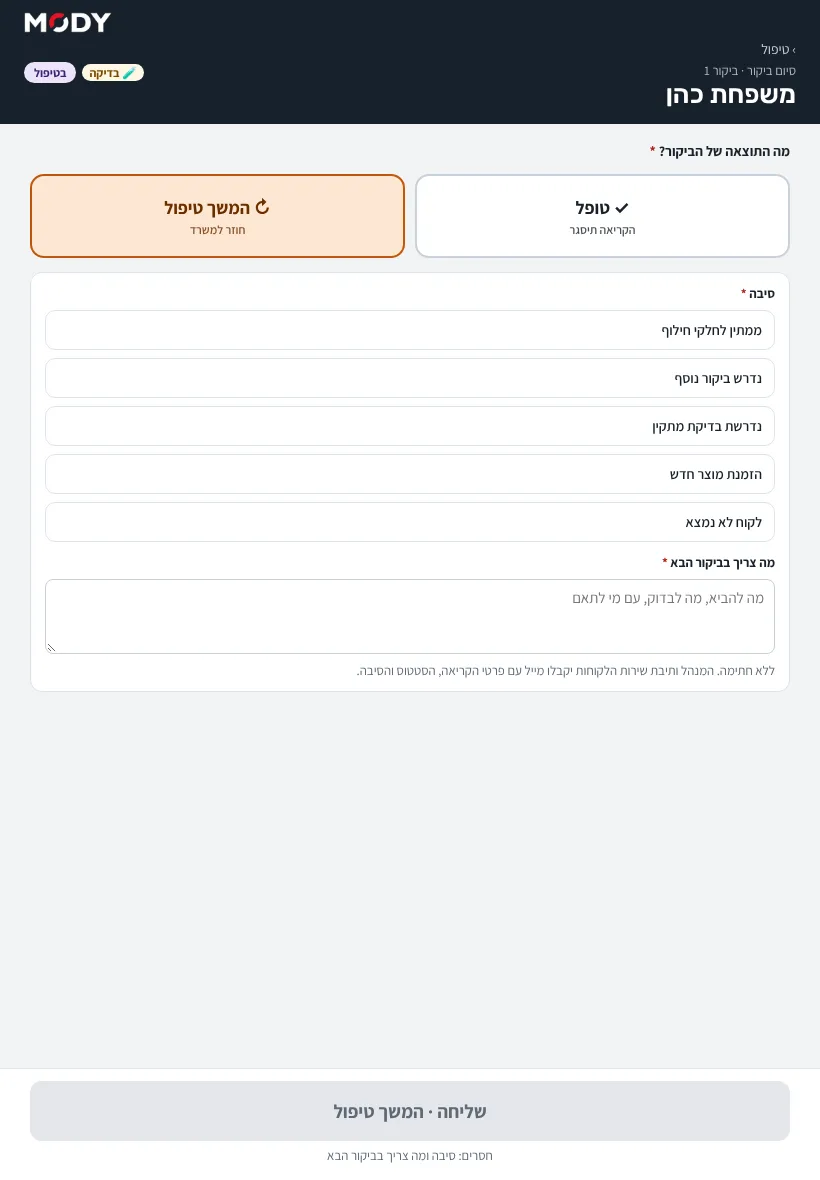 MODY
› טיפול
סיום ביקור · ביקור 1
משפחת כהן
🧪 בדיקה
בטיפול
מה התוצאה של הביקור? *
✓ טופל
הקריאה תיסגר
↻ המשך טיפול
חוזר למשרד
סיבה *
ממתין לחלקי חילוף
נדרש ביקור נוסף
נדרשת בדיקת מתקין
הזמנת מוצר חדש
לקוח לא נמצא
מה צריך בביקור הבא *
מה להביא, מה לבדוק, עם מי לתאם
ללא חתימה. המנהל ותיבת שירות הלקוחות יקבלו מייל עם פרטי הקריאה, הסטטוס והסיבה.
שליחה · המשך טיפול
חסרים: סיבה ומה צריך בביקור הבא